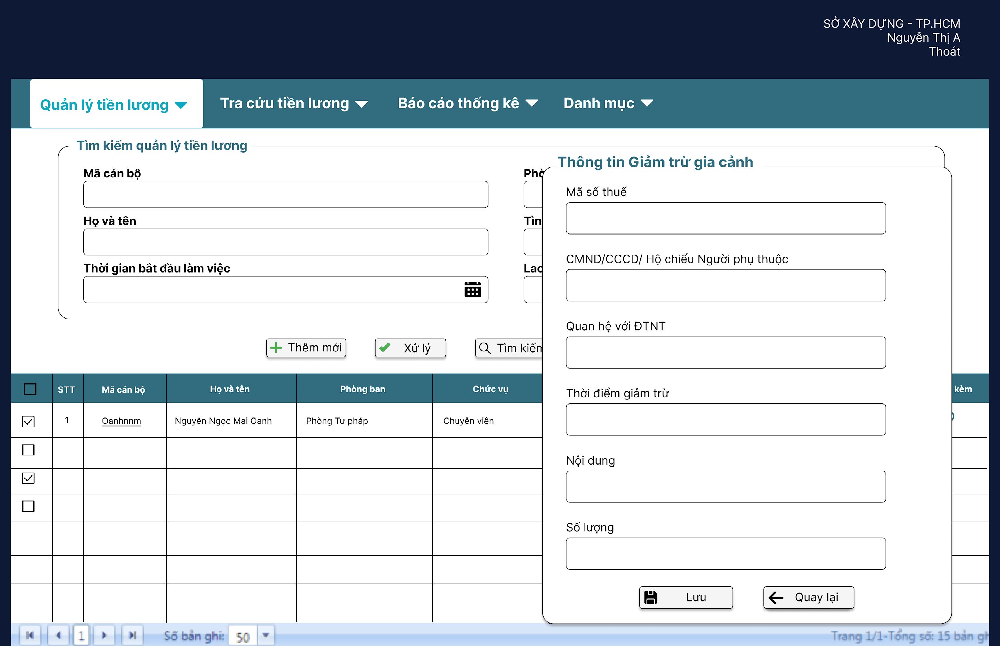 SỞ XÂY DỰNG - TP.HCM
Nguyễn Thị A
Thoát
Quản lý tiền lương
Tra cứu tiền lương
Báo cáo thống kê
Danh mục
Tìm kiếm quản lý tiền lương
Mã cán bộ
Họ và tên
Thời gian bắt đầu làm việc
Thêm mới
Xử lý
Tìm kiếm
Thông tin Giảm trừ gia cảnh
Mã số thuế
CMND/CCCD/ Hộ chiếu Người phụ thuộc
Quan hệ với ĐTNT
Thời điểm giảm trừ
Nội dung
Số lượng
Lưu
Quay lại
STT Mã cán bộ Họ và tên Phòng ban Chức vụ kèm
1 Oanhnnm Nguyễn Ngọc Mai Oanh Phòng Tư pháp Chuyên viên
1 Số bản ghi: 50 Trang 1/1-Tổng số: 15 bản